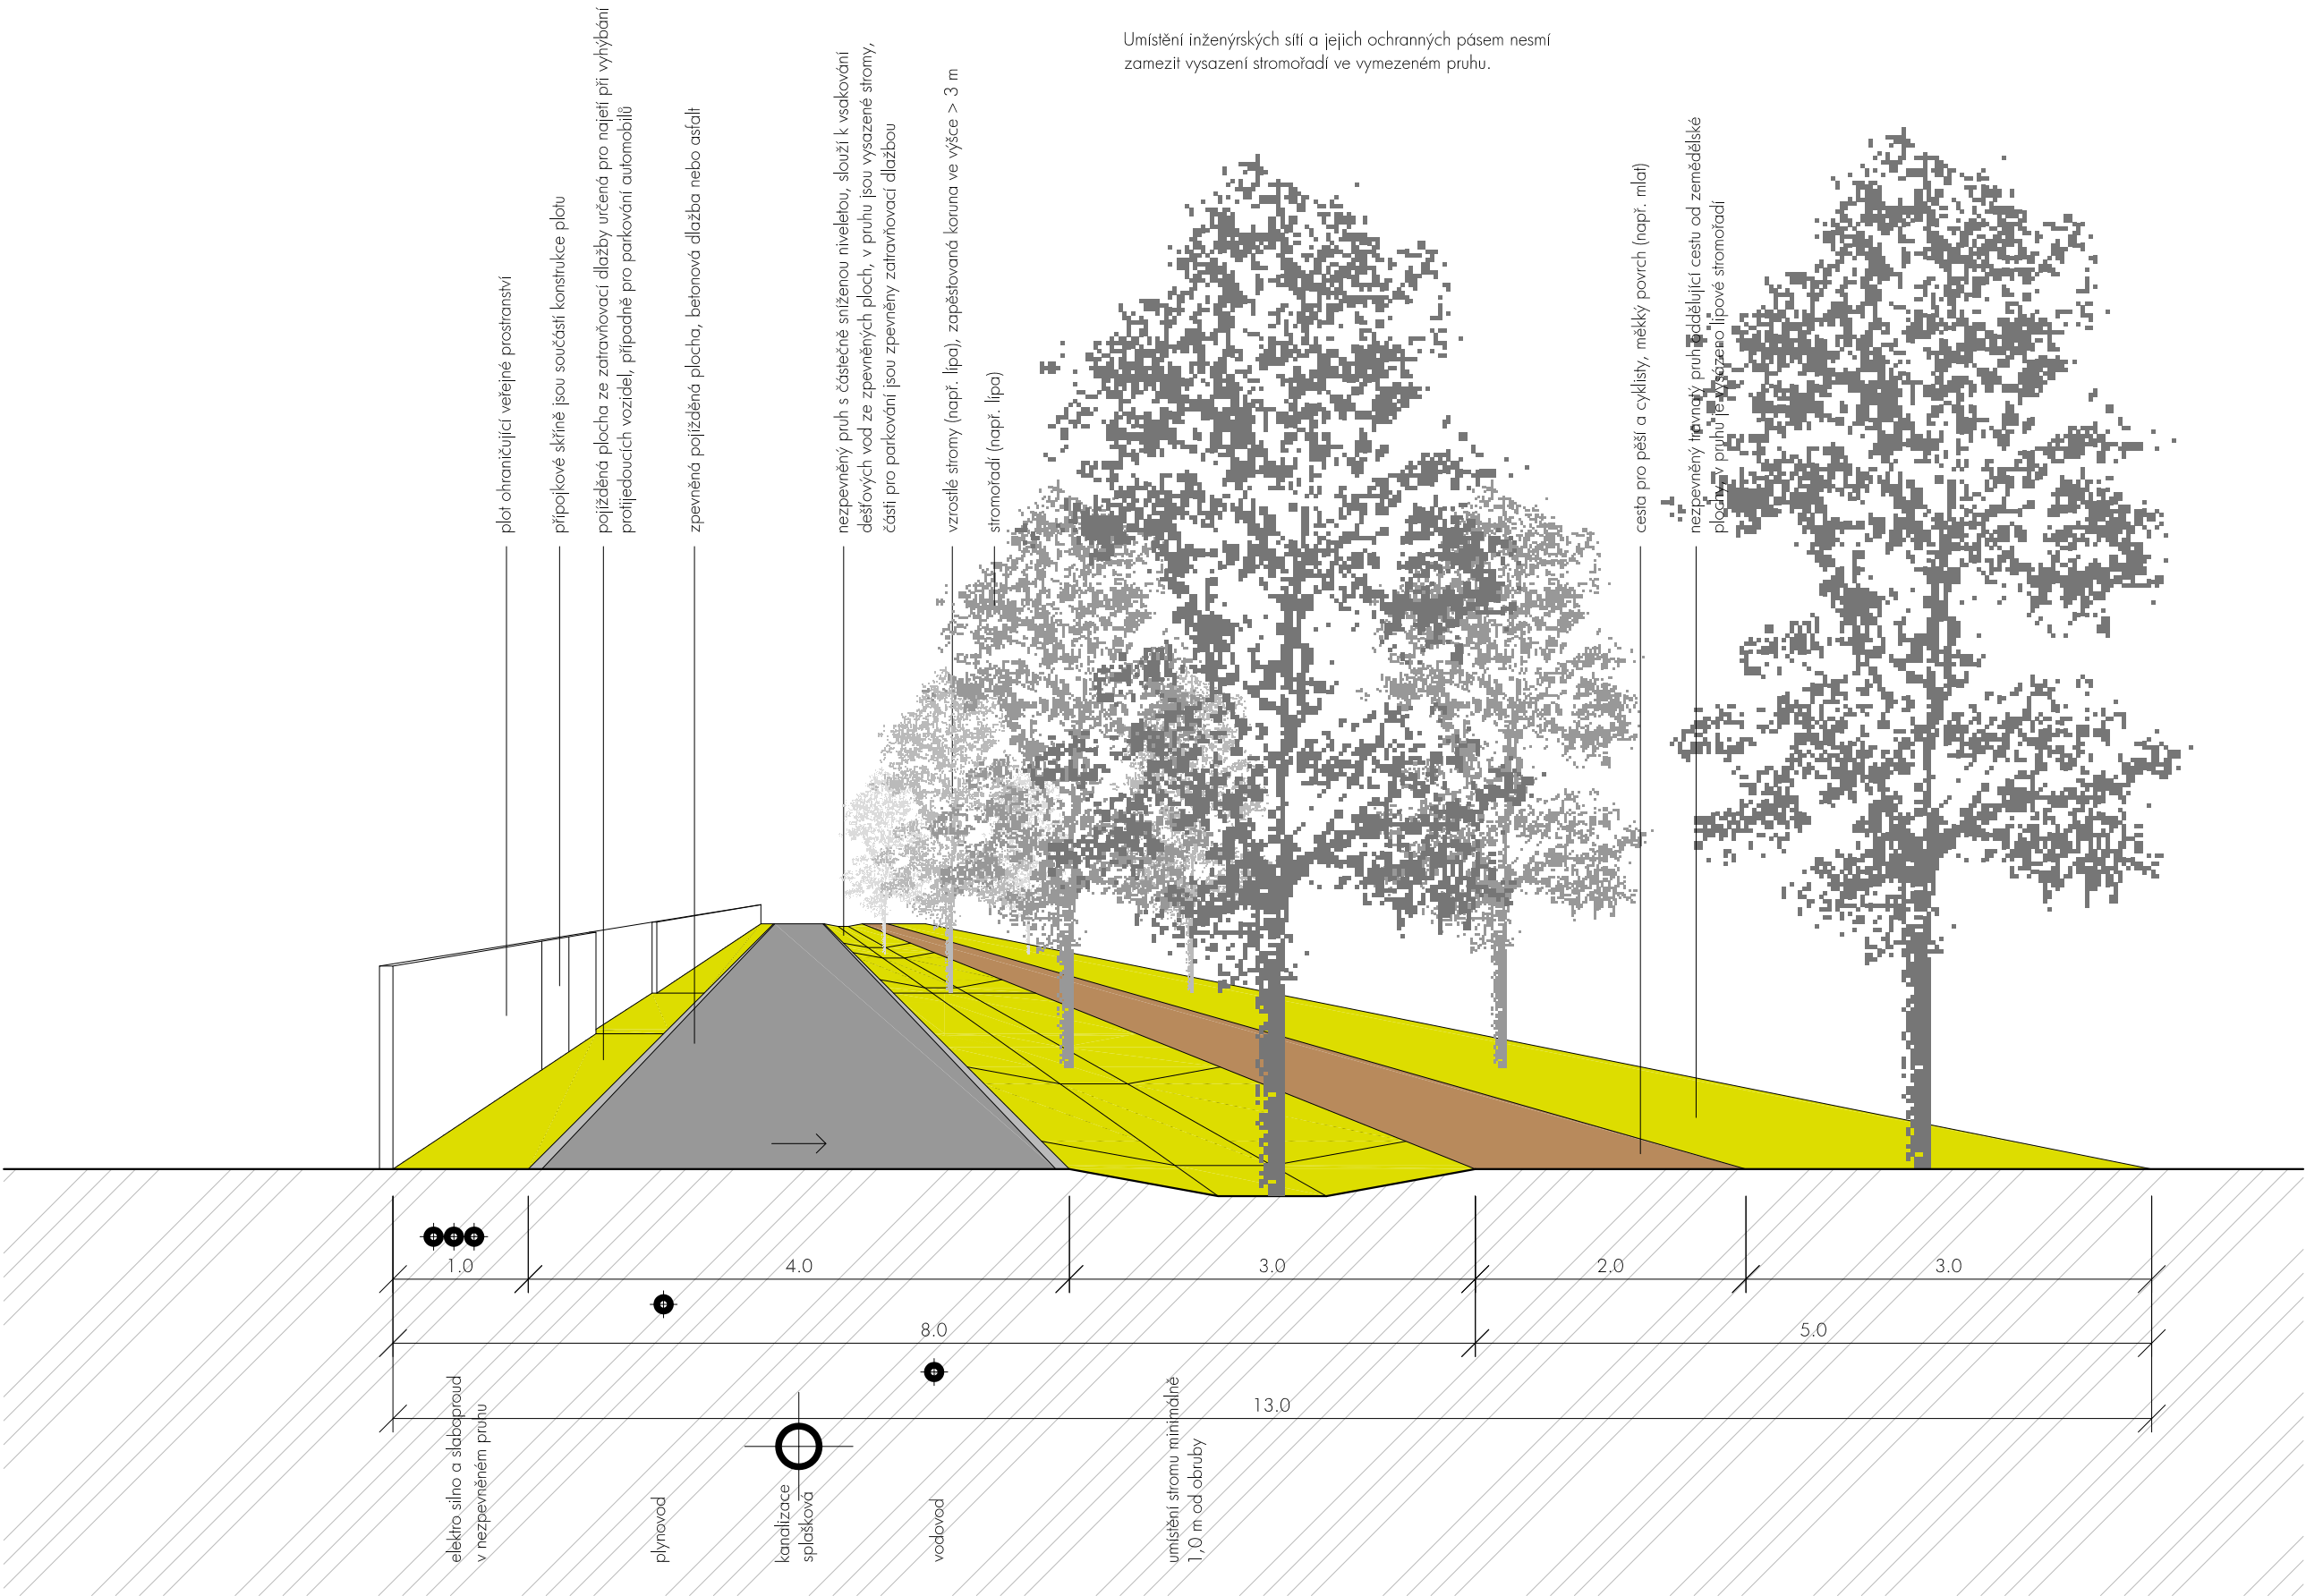 Umístění inženýrských sítí a jejich ochranných pásem nesmí
zamezit vysazení stromořadí ve vymezeném pruhu.
plot ohraničující veřejné prostranství
přípojkové skříně jsou součástí konstrukce plotu
pojížděná plocha ze zatravňovací dlažby určená pro najetí při vyhýbání
protijedoucích vozidel, případně pro parkování automobilů
zpevněná pojížděná plocha, betonová dlažba nebo asfalt
nezpevněný pruh s částečně sníženou niveletou, slouží k vsakování
dešťových vod ze zpevněných ploch, v pruhu jsou vysazené stromy,
části pro parkování jsou zpevněny zatravňovací dlažbou
vzrostlé stromy (např. lípa), zapěstovaná koruna ve výšce > 3 m
stromořadí (např. lípa)
cesta pro pěší a cyklisty, měkký povrch (např. mlat)
nezpevněný travnatý pruh oddělující cestu od zemědělské
plochy, v pruhu je vysázeno lipové stromořadí
1.0
4.0
3.0
2.0
3.0
8.0
5.0
13.0
elektro silno a slaboproud
v nezpevněném pruhu
plynovod
kanalizace
splašková
vodovod
umístění stromu minimálně
1,0 m od obruby